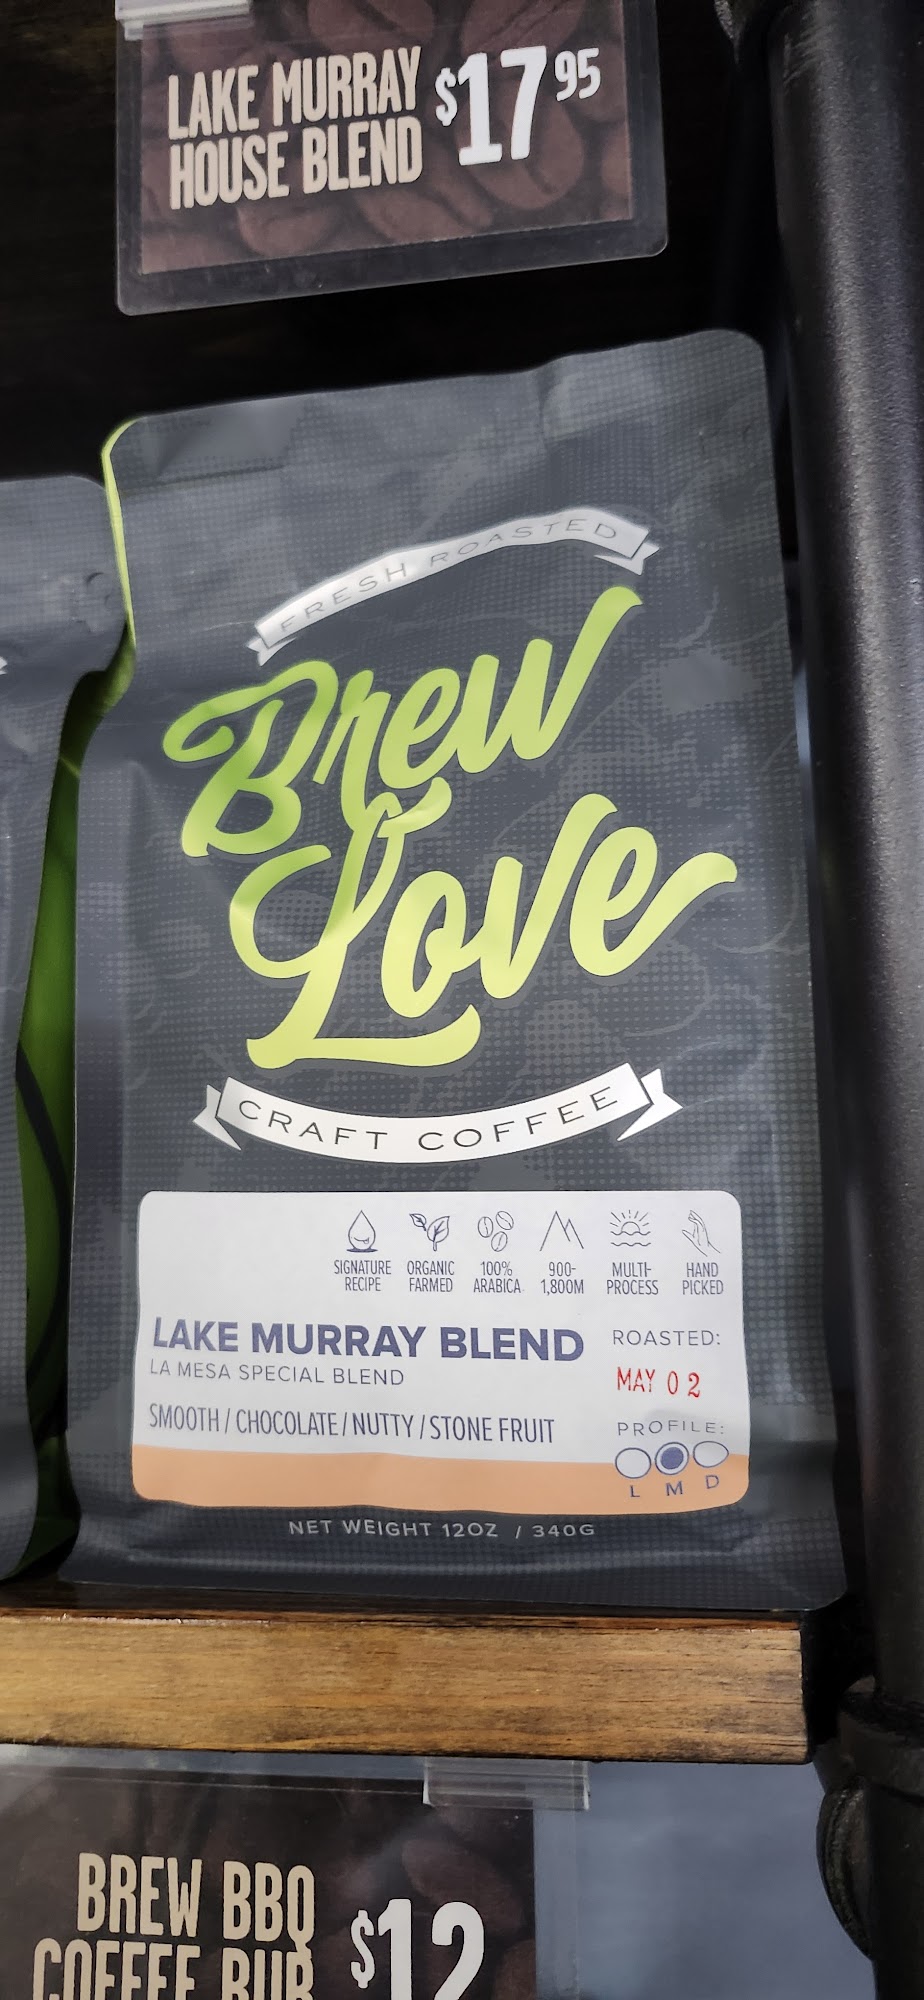 LAKE MURRAY
HOUSE BLEND
$17 95
FRESH ROASTED
Brew
Love
CRAFT COFFEE
SIGNATURE RECIPE
ORGANIC FARMED
100% ARABICA
900-1,800M
MULTI-PROCESS
HAND PICKED
LAKE MURRAY BLEND
LA MESA SPECIAL BLEND
SMOOTH / CHOCOLATE / NUTTY / STONE FRUIT
ROASTED:
MAY 02
PROFILE:
L M D
NET WEIGHT 12OZ / 340G
BREW BBQ
COFFEE RUB
$12